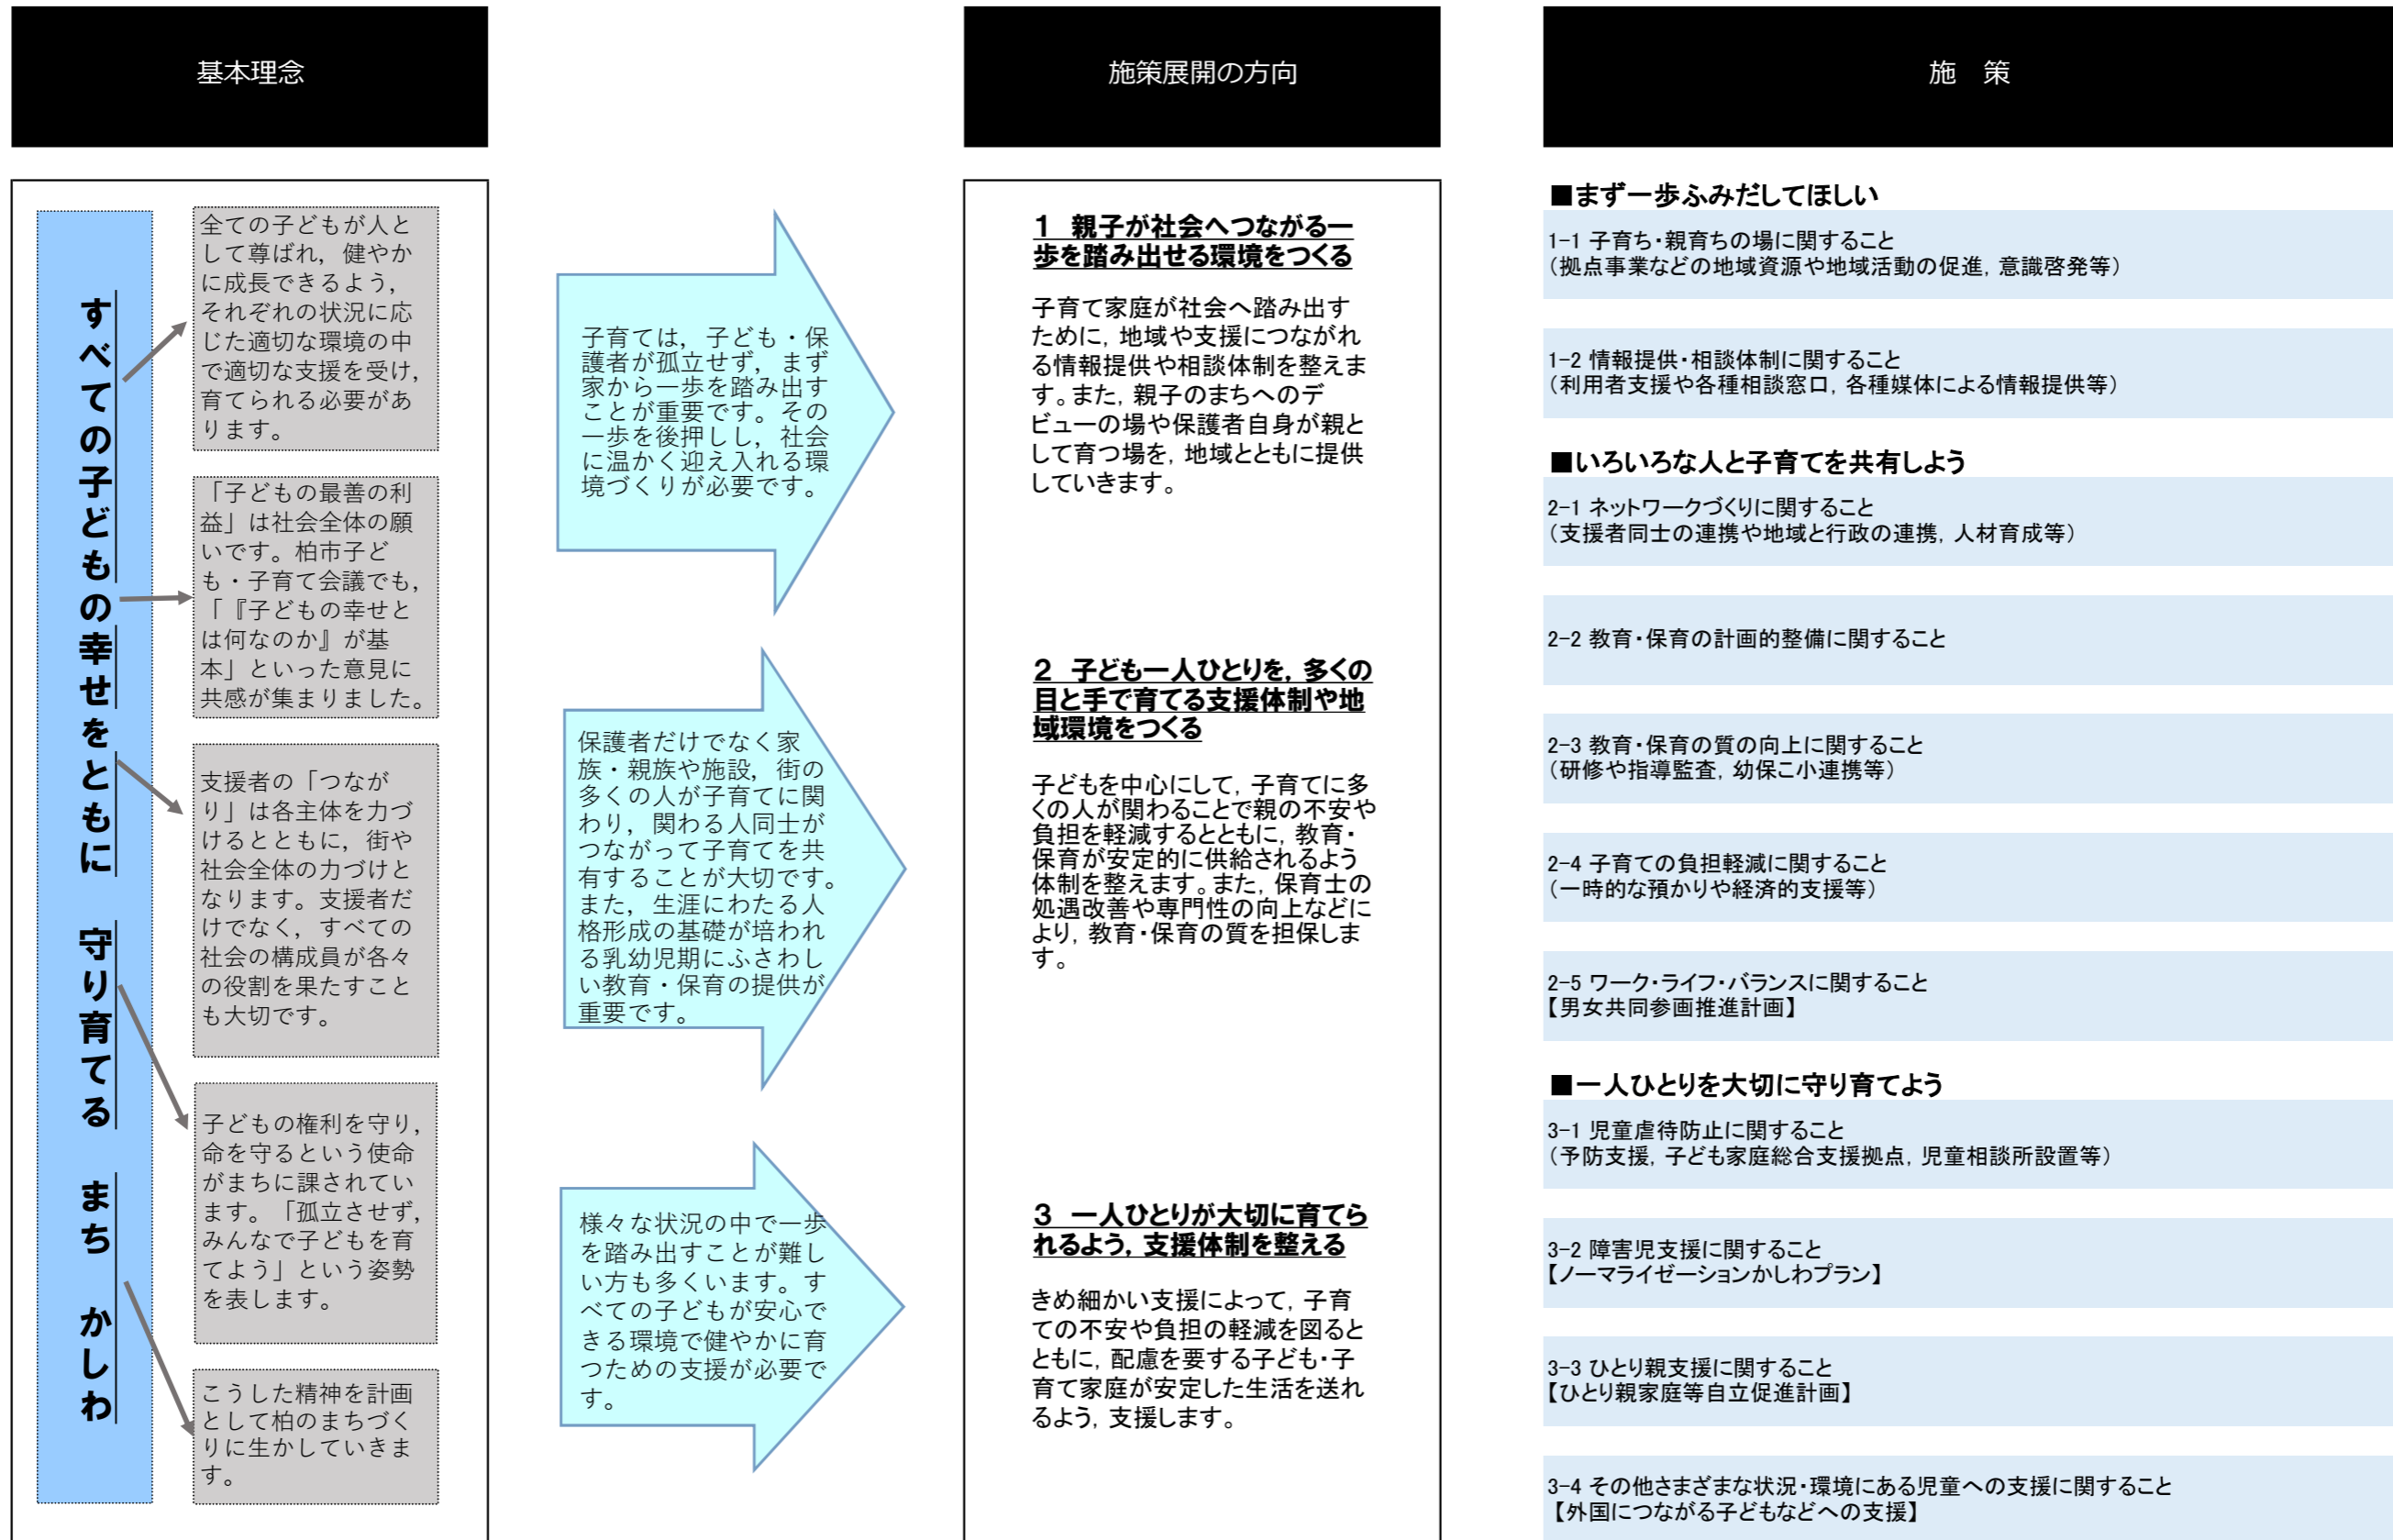 基本理念
施策展開の方向
施　策
すべての子どもの幸せをともに　守り育てる　まち　かしわ
全ての子どもが人と
して尊ばれ，健やか
に成長できるよう，
それぞれの状況に応
じた適切な環境の中
で適切な支援を受け，
育てられる必要があ
ります。
「子どもの最善の利
益」は社会全体の願
いです。柏市子ど
も・子育て会議でも，
「『子どもの幸せと
は何なのか』が基
本」といった意見に
共感が集まりました。
支援者の「つなが
り」は各主体を力づ
けるとともに，街や
社会全体の力づけと
なります。支援者だ
けでなく，すべての
社会の構成員が各々
の役割を果たすこと
も大切です。
子どもの権利を守り，
命を守るという使命
がまちに課されてい
ます。「孤立させず，
みんなで子どもを育
てよう」という姿勢
を表します。
こうした精神を計画
として柏のまちづく
りに生かしていきま
す。
子育ては，子ども・保
護者が孤立せず，まず
家から一歩を踏み出す
ことが重要です。その
一歩を後押しし，社会
に温かく迎え入れる環
境づくりが必要です。
保護者だけでなく家
族・親族や施設，街の
多くの人が子育てに関
わり，関わる人同士が
つながって子育てを共
有することが大切です。
また，生涯にわたる人
格形成の基礎が培われ
る乳幼児期にふさわし
い教育・保育の提供が
重要です。
様々な状況の中で一歩
を踏み出すことが難し
い方も多くいます。す
べての子どもが安心で
きる環境で健やかに育
つための支援が必要で
す。
１　親子が社会へつながる一
歩を踏み出せる環境をつくる
子育て家庭が社会へ踏み出す
ために，地域や支援につながれ
る情報提供や相談体制を整えま
す。また，親子のまちへのデ
ビューの場や保護者自身が親と
して育つ場を，地域とともに提供
していきます。
２　子ども一人ひとりを，多くの
目と手で育てる支援体制や地
域環境をつくる
子どもを中心にして，子育てに多
くの人が関わることで親の不安や
負担を軽減するとともに，教育・
保育が安定的に供給されるよう
体制を整えます。また，保育士の
処遇改善や専門性の向上などに
より，教育・保育の質を担保しま
す。
３　一人ひとりが大切に育てら
れるよう，支援体制を整える
きめ細かい支援によって，子育
ての不安や負担の軽減を図ると
ともに，配慮を要する子ども・子
育て家庭が安定した生活を送れ
るよう，支援します。
■まず一歩ふみだしてほしい
1-1 子育ち・親育ちの場に関すること
（拠点事業などの地域資源や地域活動の促進，意識啓発等）
1-2 情報提供・相談体制に関すること
（利用者支援や各種相談窓口，各種媒体による情報提供等）
■いろいろな人と子育てを共有しよう
2-1 ネットワークづくりに関すること
（支援者同士の連携や地域と行政の連携，人材育成等）
2-2 教育・保育の計画的整備に関すること
2-3 教育・保育の質の向上に関すること
（研修や指導監査，幼保こ小連携等）
2-4 子育ての負担軽減に関すること
（一時的な預かりや経済的支援等）
2-5 ワーク・ライフ・バランスに関すること
【男女共同参画推進計画】
■一人ひとりを大切に守り育てよう
3-1 児童虐待防止に関すること
（予防支援，子ども家庭総合支援拠点，児童相談所設置等）
3-2 障害児支援に関すること
【ノーマライゼーションかしわプラン】
3-3 ひとり親支援に関すること
【ひとり親家庭等自立促進計画】
3-4 その他さまざまな状況・環境にある児童への支援に関すること
【外国につながる子どもなどへの支援】